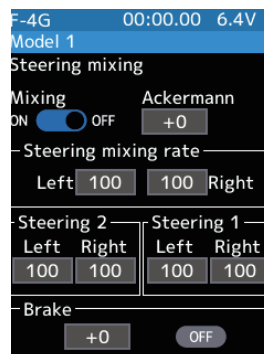 F-4G 00:00.00 6.4V
Model 1
Steering mixing
Mixing Ackermann
ON OFF +0
Steering mixing rate
Left 100 100 Right
Steering 2 Steering 1
Left Right Left Right
100 100 100 100
Brake
+0 OFF